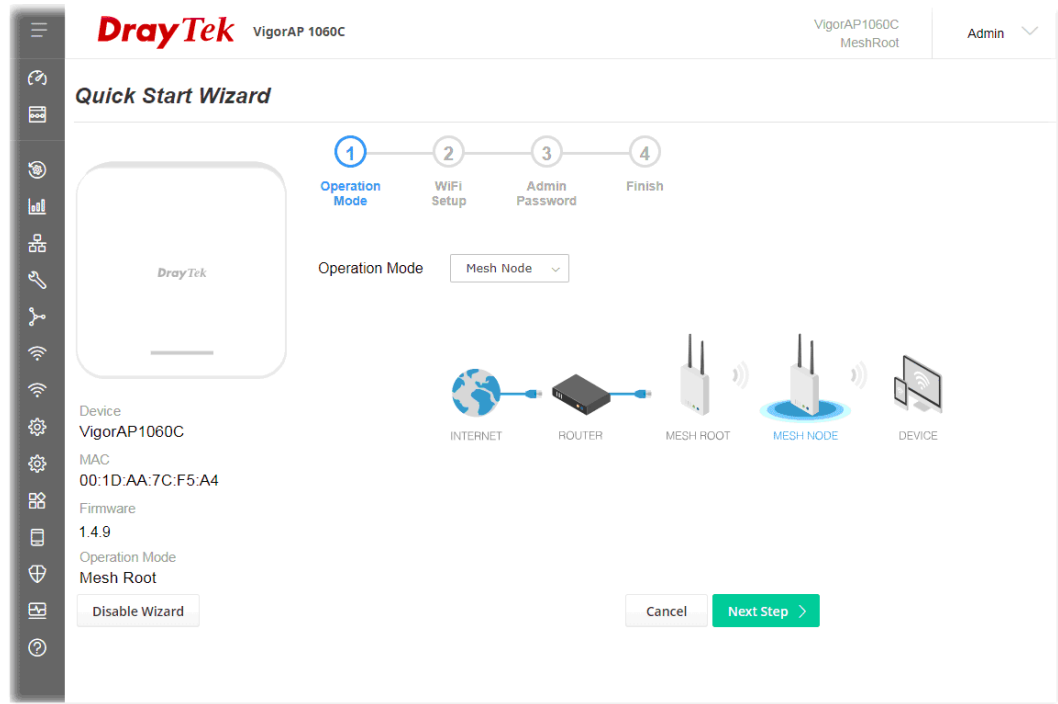 DrayTek VigorAP 1060C
VigorAP1060C
MeshRoot
Admin
Quick Start Wizard
1
2
3
4
Operation
Mode
WiFi
Setup
Admin
Password
Finish
DrayTek
Operation Mode
Mesh Node
INTERNET
ROUTER
MESH ROOT
MESH NODE
DEVICE
Device
VigorAP1060C
MAC
00:1D:AA:7C:F5:A4
Firmware
1.4.9
Operation Mode
Mesh Root
Disable Wizard
Cancel
Next Step